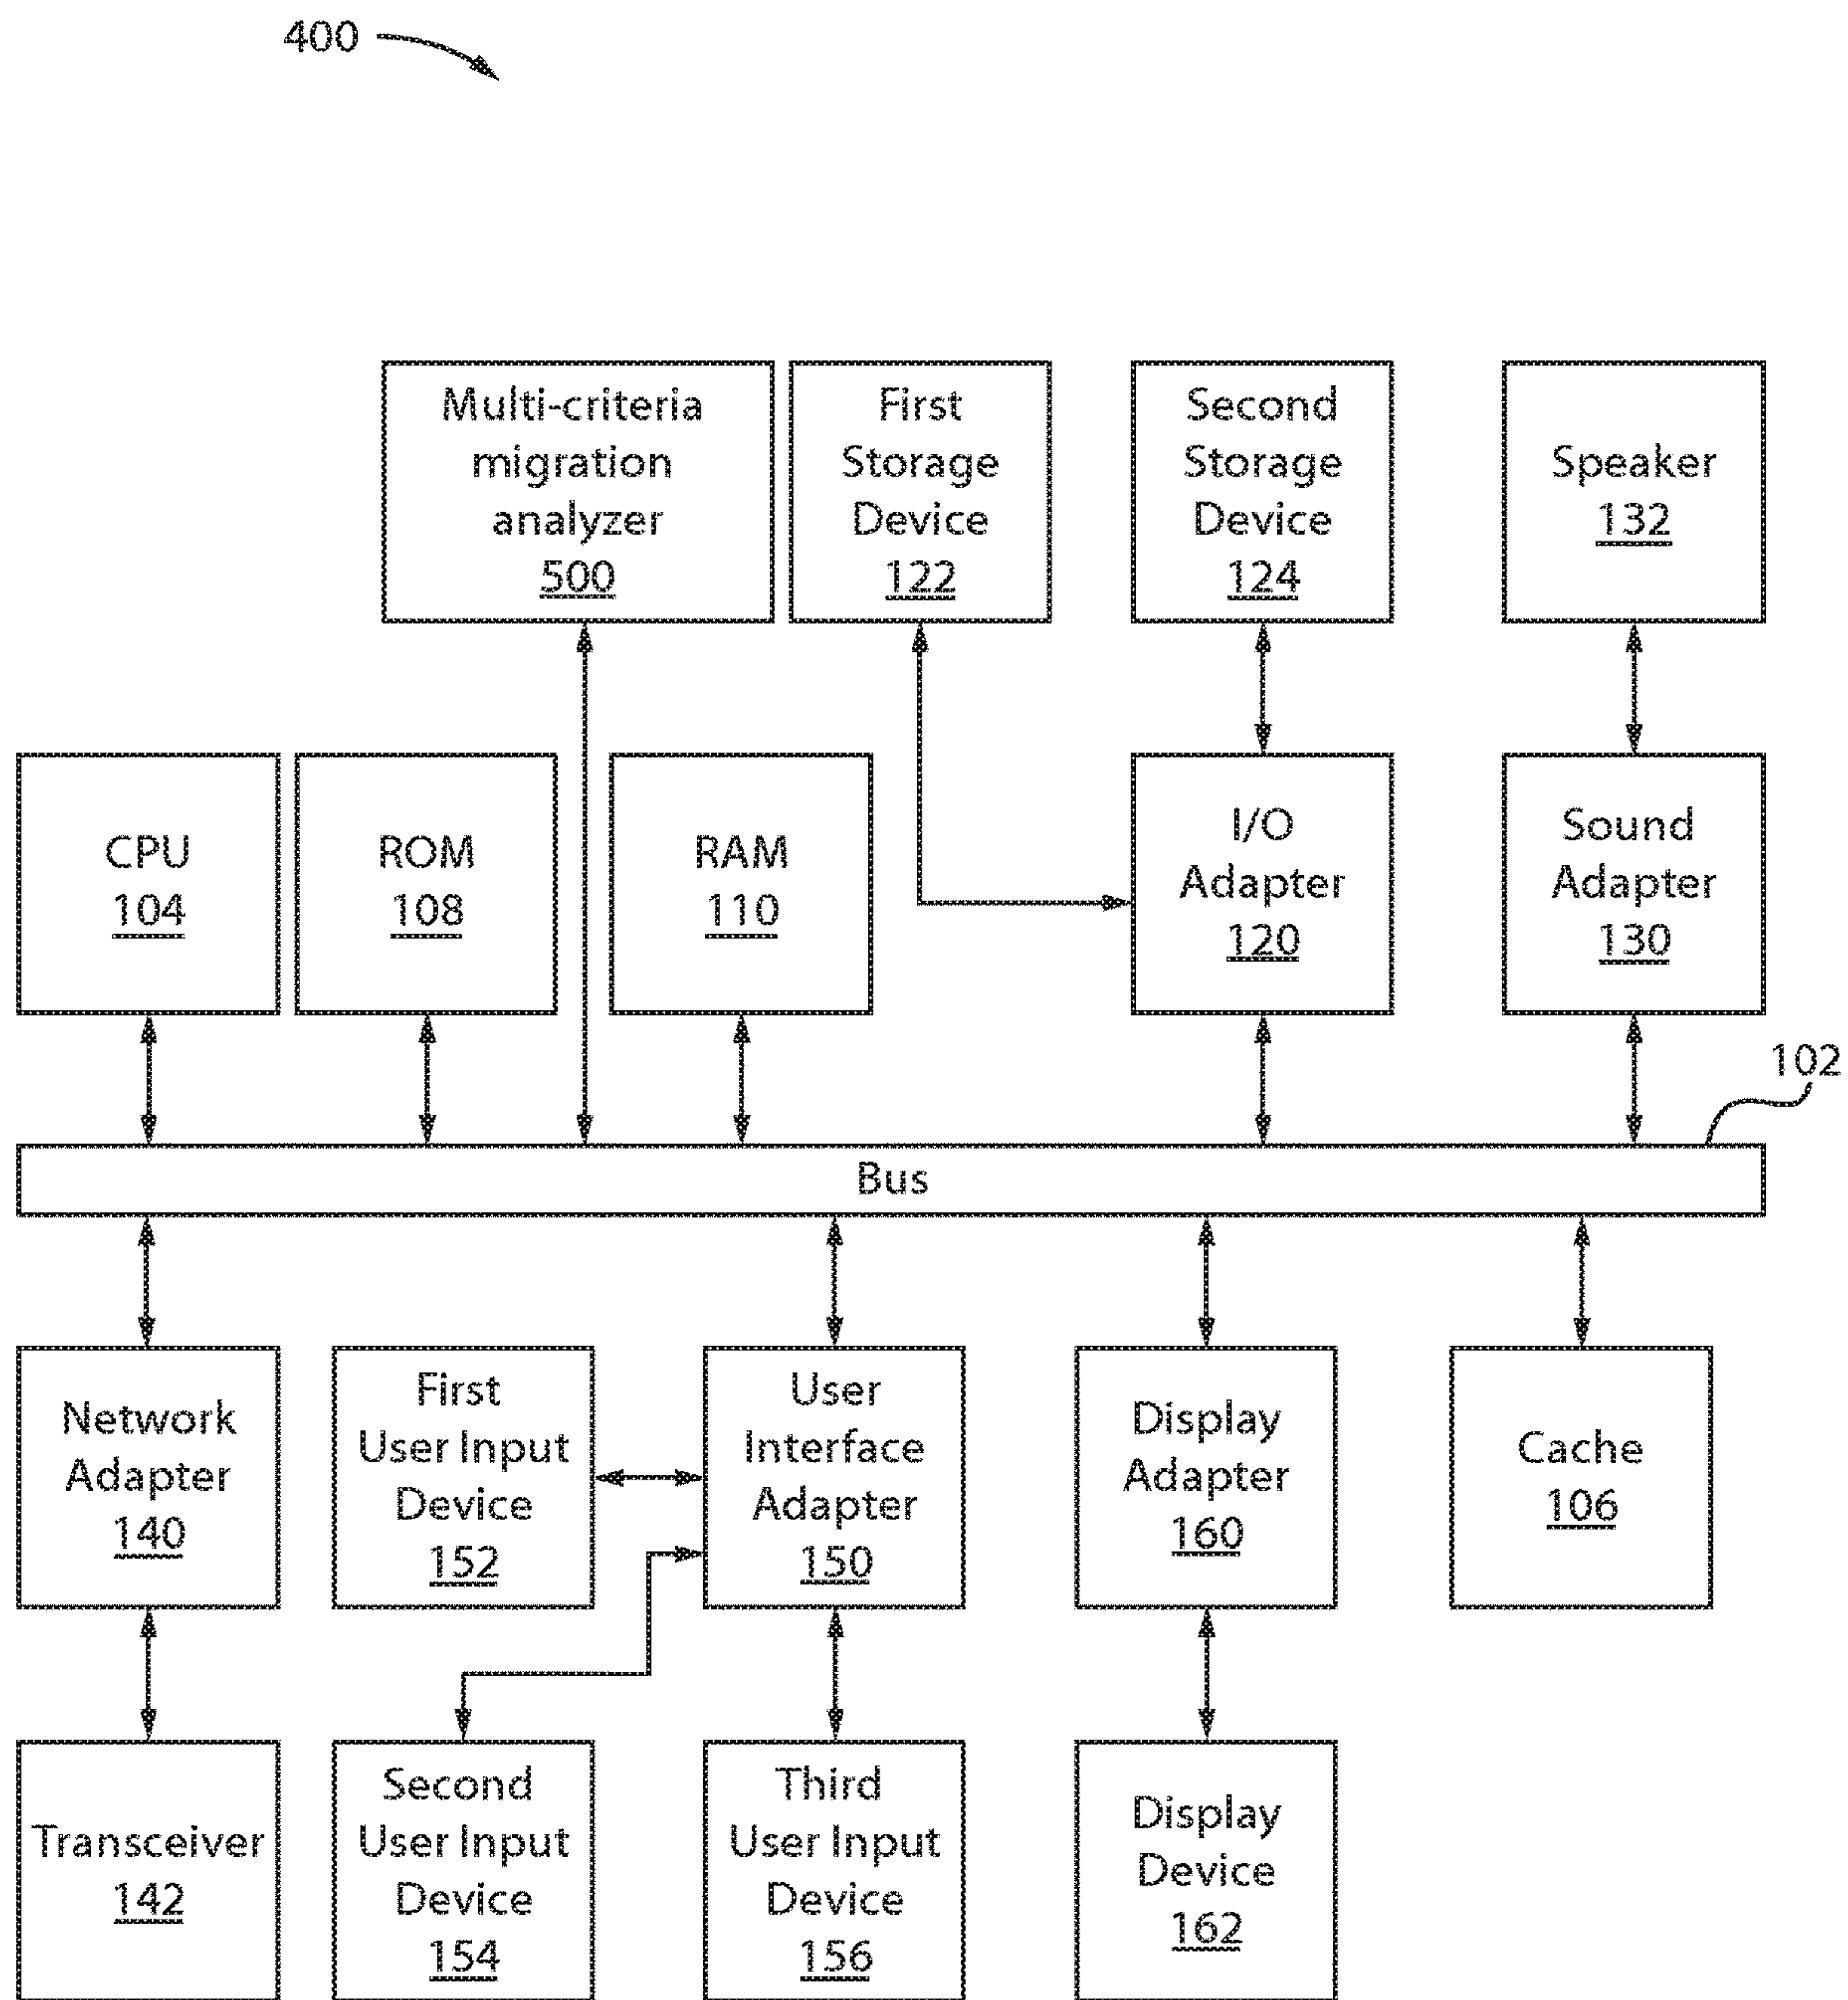 400
Multi-criteria
migration
analyzer
500
First
Storage
Device
122
Second
Storage
Device
124
Speaker
132
CPU
104
ROM
108
RAM
110
I/O
Adapter
120
Sound
Adapter
130
102
Bus
Network
Adapter
140
First
User Input
Device
152
User
Interface
Adapter
150
Display
Adapter
160
Cache
106
Transceiver
142
Second
User Input
Device
154
Third
User Input
Device
156
Display
Device
162